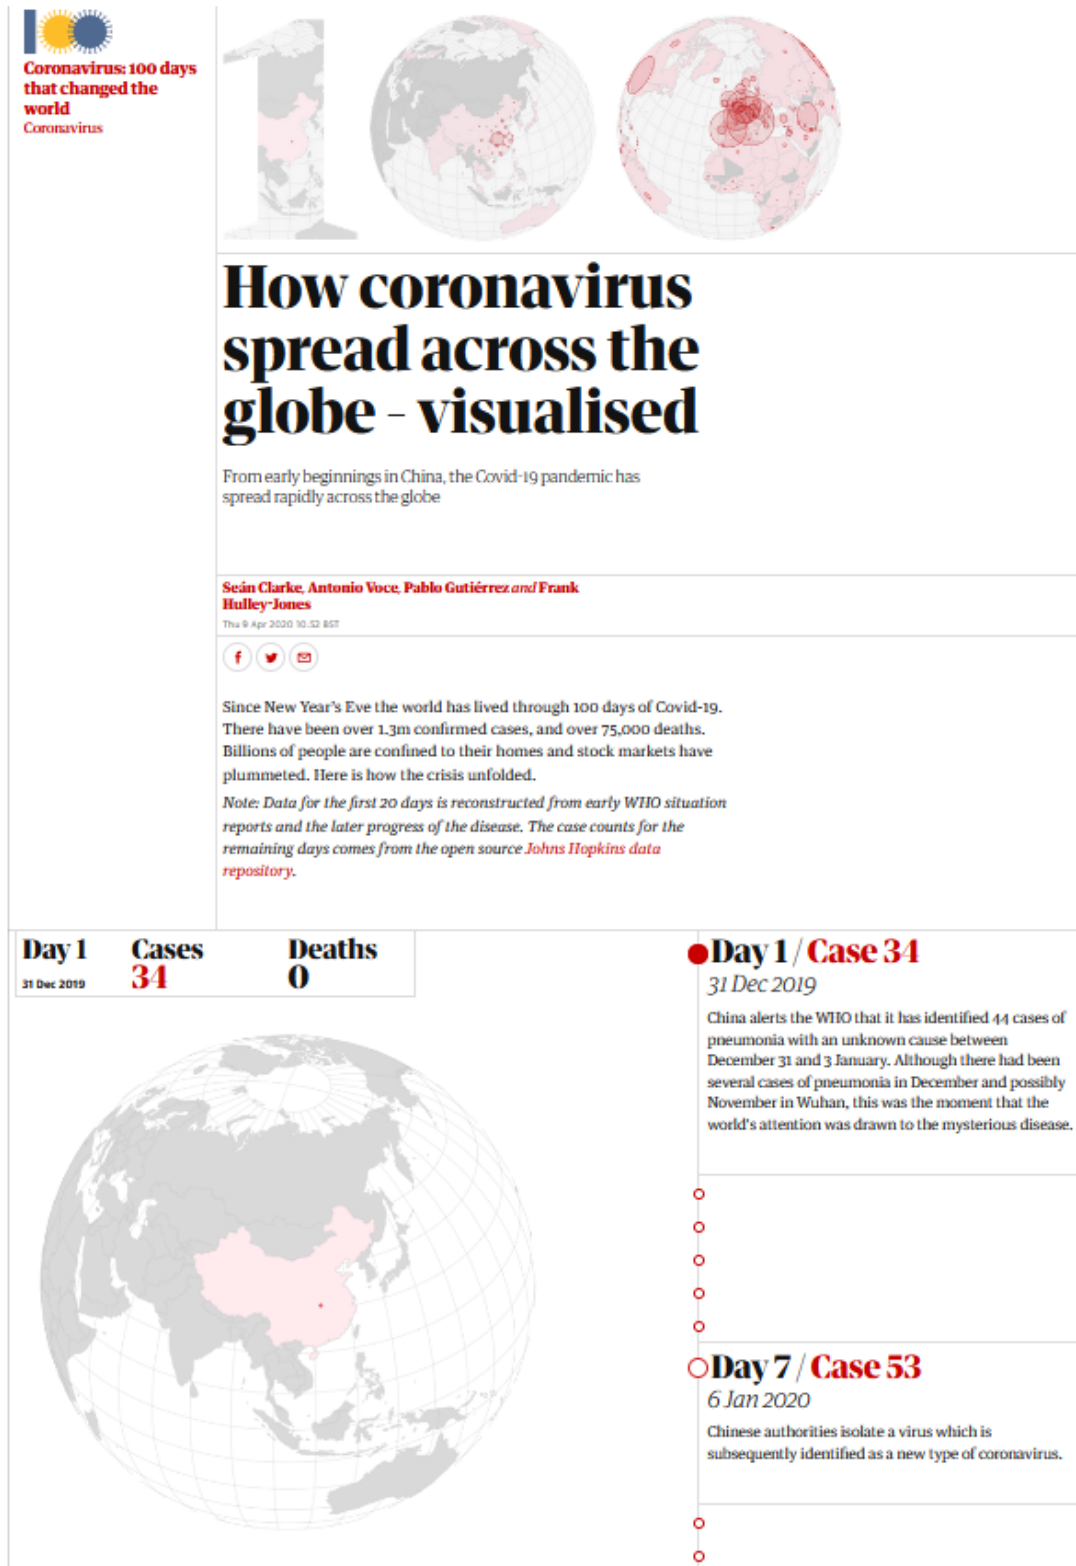 Coronavirus: 100 days
that changed the
world
Coronavirus
100
How coronavirus
spread across the
globe - visualised
From early beginnings in China, the Covid-19 pandemic has
spread rapidly across the globe
Seán Clarke, Antonio Voce, Pablo Gutiérrez and Frank
Hulley-Jones
Thu 9 Apr 2020 10.52 BST
Since New Year's Eve the world has lived through 100 days of Covid-19.
There have been over 1.3m confirmed cases, and over 75,000 deaths.
Billions of people are confined to their homes and stock markets have
plummeted. Here is how the crisis unfolded.
Note: Data for the first 20 days is reconstructed from early WHO situation
reports and the later progress of the disease. The case counts for the
remaining days comes from the open source Johns Hopkins data
repository.
Day 1 Cases Deaths
31 Dec 2019 34 0
Day 1 / Case 34
31 Dec 2019
China alerts the WHO that it has identified 44 cases of
pneumonia with an unknown cause between
December 31 and 3 January. Although there had been
several cases of pneumonia in December and possibly
November in Wuhan, this was the moment that the
world's attention was drawn to the mysterious disease.
Day 7 / Case 53
6 Jan 2020
Chinese authorities isolate a virus which is
subsequently identified as a new type of coronavirus.